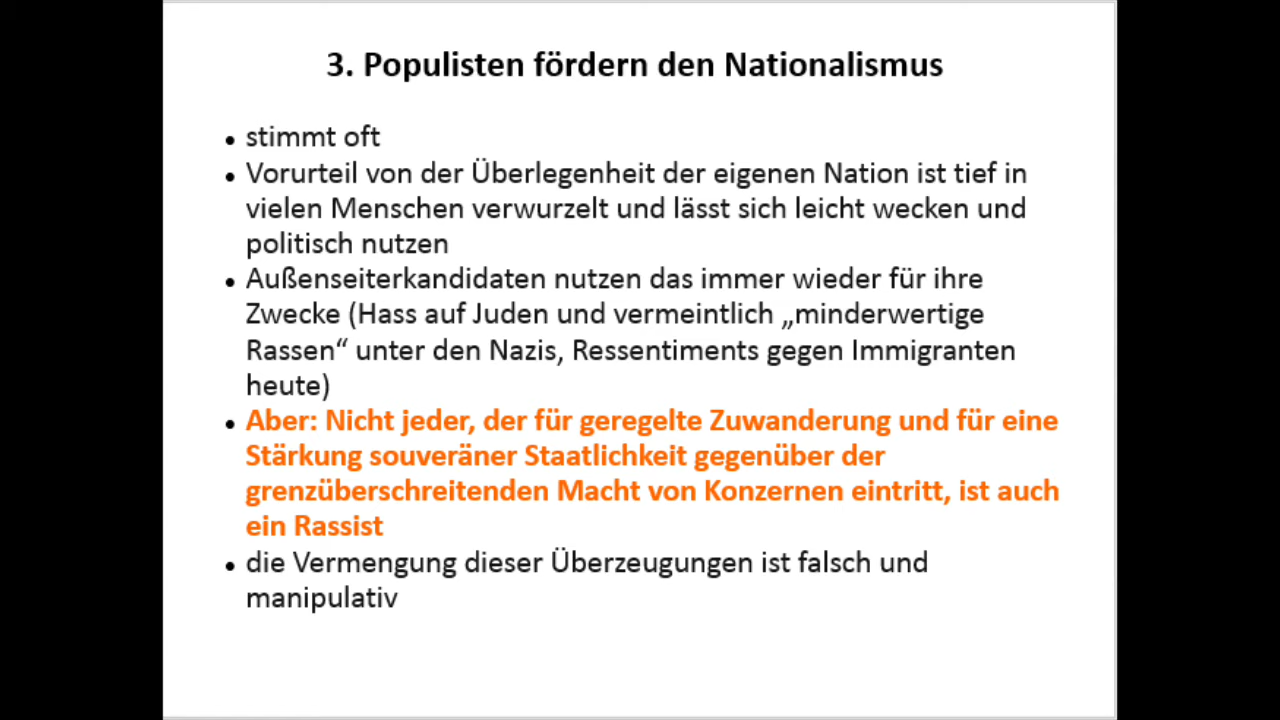 3. Populisten fördern den Nationalismus
• stimmt oft
• Vorurteil von der Überlegenheit der eigenen Nation ist tief in
vielen Menschen verwurzelt und lässt sich leicht wecken und
politisch nutzen
• Außenseiterkandidaten nutzen das immer wieder für ihre
Zwecke (Hass auf Juden und vermeintlich „minderwertige
Rassen“ unter den Nazis, Ressentiments gegen Immigranten
heute)
• Aber: Nicht jeder, der für geregelte Zuwanderung und für eine
Stärkung souveräner Staatlichkeit gegenüber der
grenzüberschreitenden Macht von Konzernen eintritt, ist auch
ein Rassist
• die Vermengung dieser Überzeugungen ist falsch und
manipulativ